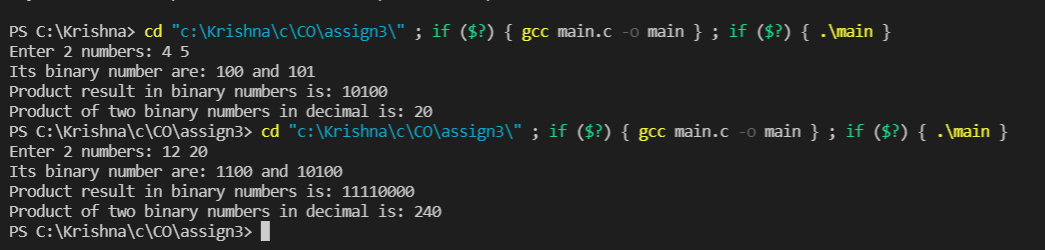 PS C:\Krishna> cd "c:\Krishna\c\CO\assign3\" ; if ($?) { gcc main.c -o main } ; if ($?) { .\main }
Enter 2 numbers: 4 5
Its binary number are: 100 and 101
Product result in binary numbers is: 10100
Product of two binary numbers in decimal is: 20
PS C:\Krishna\c\CO\assign3> cd "c:\Krishna\c\CO\assign3\" ; if ($?) { gcc main.c -o main } ; if ($?) { .\main }
Enter 2 numbers: 12 20
Its binary number are: 1100 and 10100
Product result in binary numbers is: 11110000
Product of two binary numbers in decimal is: 240
PS C:\Krishna\c\CO\assign3>